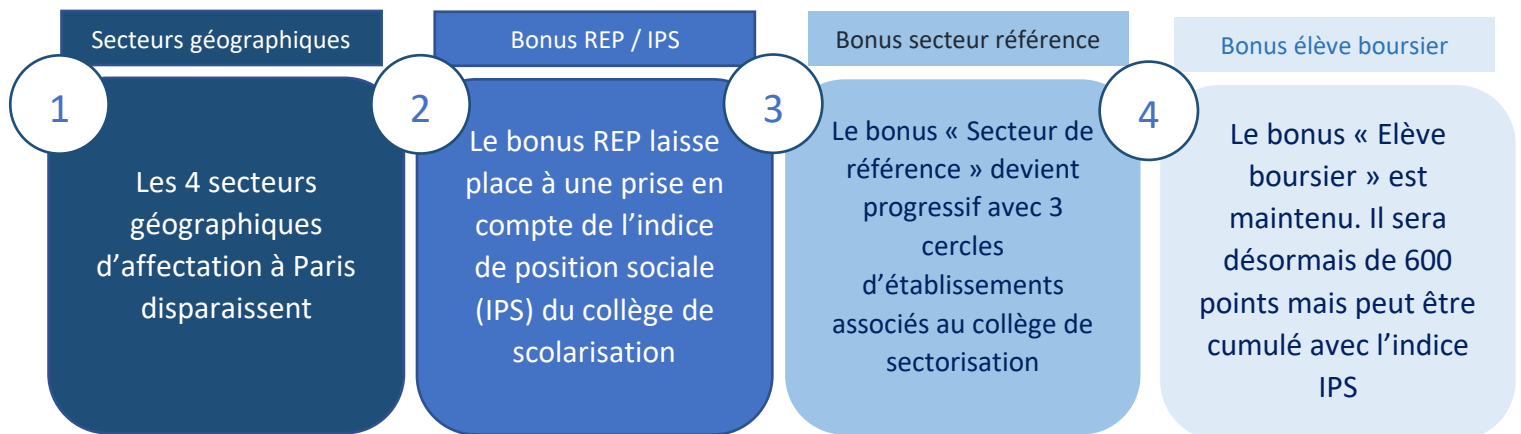 Secteurs géographiques
1
Les 4 secteurs
géographiques
d’affectation à Paris
disparaissent
Bonus REP / IPS
2
Le bonus REP laisse
place à une prise en
compte de l’indice
de position sociale
(IPS) du collège de
scolarisation
Bonus secteur référence
3
Le bonus « Secteur de
référence » devient
progressif avec 3
cercles
d’établissements
associés au collège de
sectorisation
Bonus élève boursier
4
Le bonus « Elève
boursier » est
maintenu. Il sera
désormais de 600
points mais peut être
cumulé avec l’indice
IPS